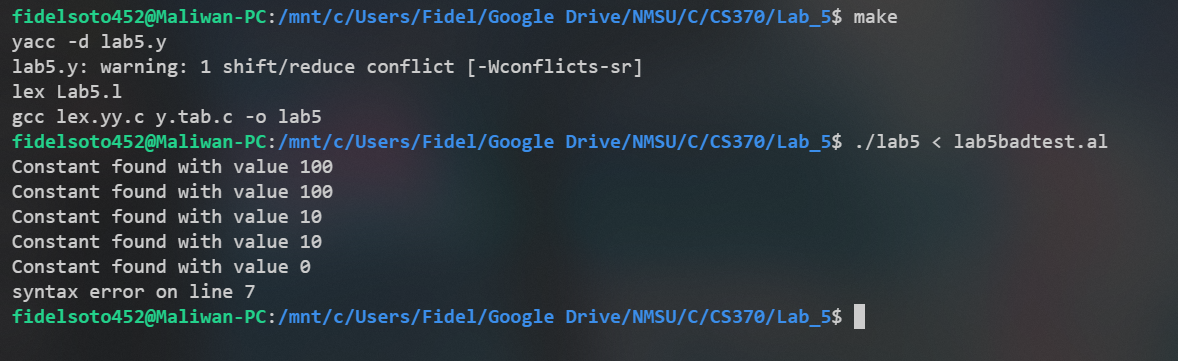 fidelsoto452@Maliwan-PC:/mnt/c/Users/Fidel/Google Drive/NMSU/C/CS370/Lab_5$ make
yacc -d lab5.y
lab5.y: warning: 1 shift/reduce conflict [-Wconflicts-sr]
lex Lab5.l
gcc lex.yy.c y.tab.c -o lab5
fidelsoto452@Maliwan-PC:/mnt/c/Users/Fidel/Google Drive/NMSU/C/CS370/Lab_5$ ./lab5 < lab5badtest.al
Constant found with value 100
Constant found with value 100
Constant found with value 10
Constant found with value 10
Constant found with value 0
syntax error on line 7
fidelsoto452@Maliwan-PC:/mnt/c/Users/Fidel/Google Drive/NMSU/C/CS370/Lab_5$